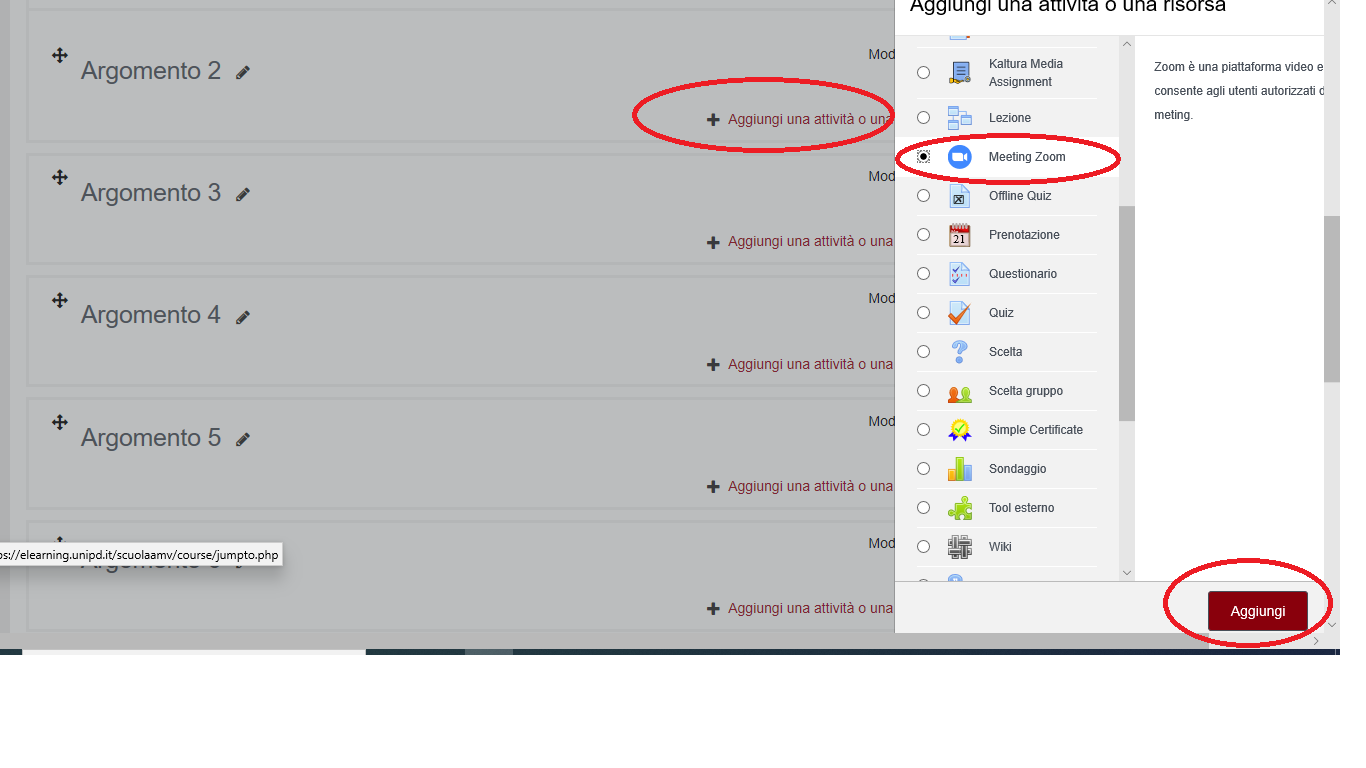 Aggiungi una attività o una risorsa
Argomento 2
Mod
Aggiungi una attività o una
Argomento 3
Mod
Aggiungi una attività o una
Argomento 4
Mod
Aggiungi una attività o una
Argomento 5
Mod
Aggiungi una attività o una
Mod
ps://elearning.unipd.it/scuolaamv/course/jumpto.php
Aggiungi una attività o una
Kaltura Media
Assignment
Lezione
Meeting Zoom
Offline Quiz
21
Prenotazione
Questionario
Quiz
Scelta
Scelta gruppo
Simple Certificate
Sondaggio
Tool esterno
Wiki
Zoom è una piattaforma video e
consente agli utenti autorizzati d
meting.
Aggiungi